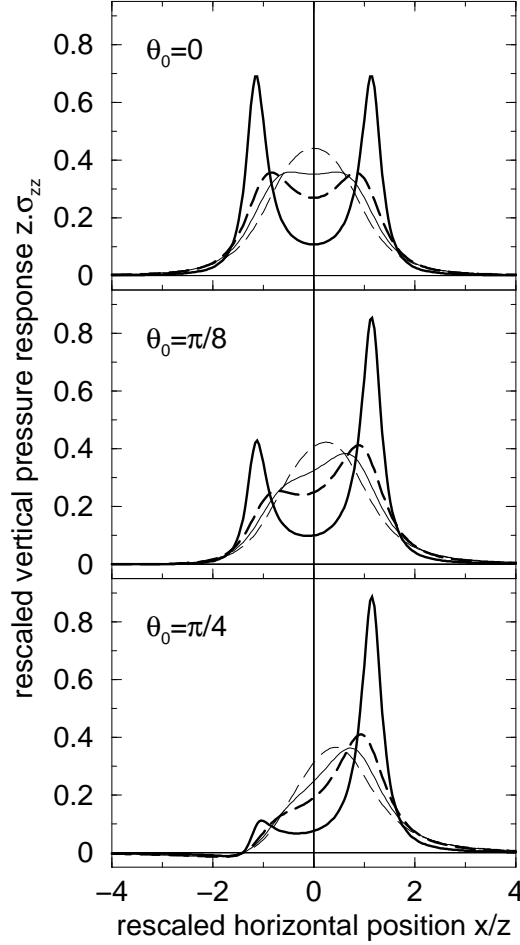 rescaled vertical pressure response z.σzz
0.8
0.6
0.4
0.2
0
θ0=0
0.8
0.6
0.4
0.2
0
θ0=π/8
0.8
0.6
0.4
0.2
0
θ0=π/4
−4 −2 0 2 4
rescaled horizontal position x/z